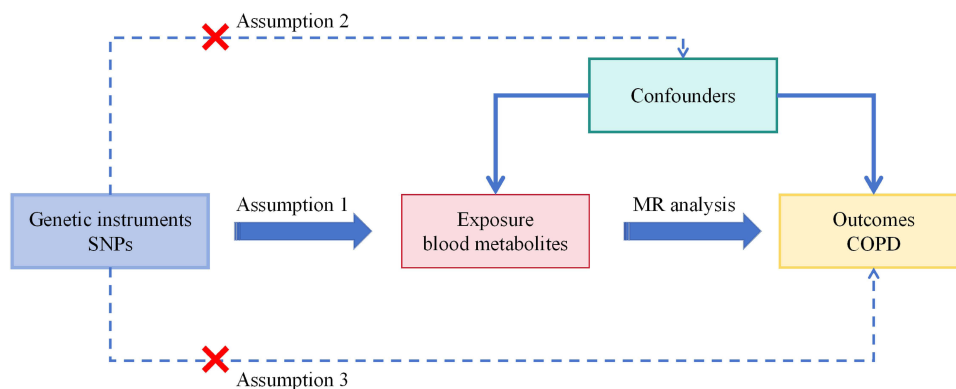 Assumption 2
Confounders
Genetic instruments
SNPs
Assumption 1
Exposure
blood metabolites
MR analysis
Outcomes
COPD
Assumption 3